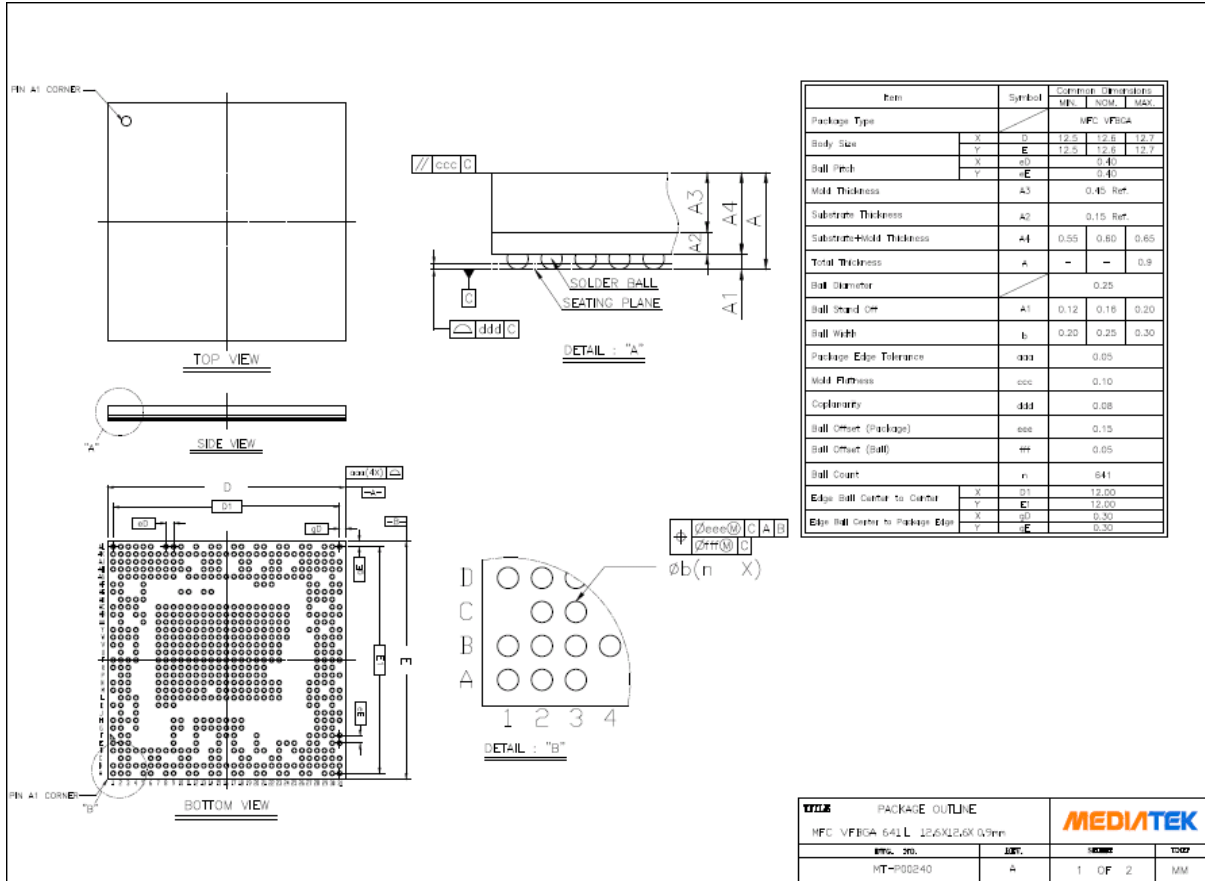 PIN A1 CORNER
TOP VIEW
"A"
SIDE VIEW
// ccc C
A3
A4
A
A2
A1
SOLDER BALL
SEATING PLANE
C
ddd C
DETAIL : "A"
Item Symbol Common Dimensions
MIN. NOM. MAX.
Package Type MFC VFBGA
Body Size X D 12.5 12.6 12.7
Y E 12.5 12.6 12.7
Ball Pitch X eD 0.40
Y eE 0.40
Mold Thickness A3 0.45 Ref.
Substrate Thickness A2 0.15 Ref.
Substrate+Mold Thickness A4 0.55 0.60 0.65
Total Thickness A - - 0.9
Ball Diameter 0.25
Ball Stand Off A1 0.12 0.16 0.20
Ball Width b 0.20 0.25 0.30
Package Edge Tolerance aaa 0.05
Mold Flatness ccc 0.10
Coplanarity ddd 0.08
Ball Offset (Package) eee 0.15
Ball Offset (Ball) fff 0.05
Ball Count n 641
Edge Ball Center to Center X D1 12.00
Y E1 12.00
Edge Ball Center to Package Edge X gD 0.30
Y gE 0.30
aaa(4X)
D
-A-
D1
eD
gD
-B-
gE
E1
E
eE
PIN A1 CORNER
"B"
BOTTOM VIEW
Øeee Ⓜ C A B
Øfff Ⓜ C
Øb(n X)
D
C
B
A
1 2 3 4
DETAIL : "B"
TITLE PACKAGE OUTLINE
MFC VFBGA 641L 12.6X12.6X0.9mm
MEDIATEK
DWG. NO. REV. SHEET UNIT
MT-P00240 A 1 OF 2 MM